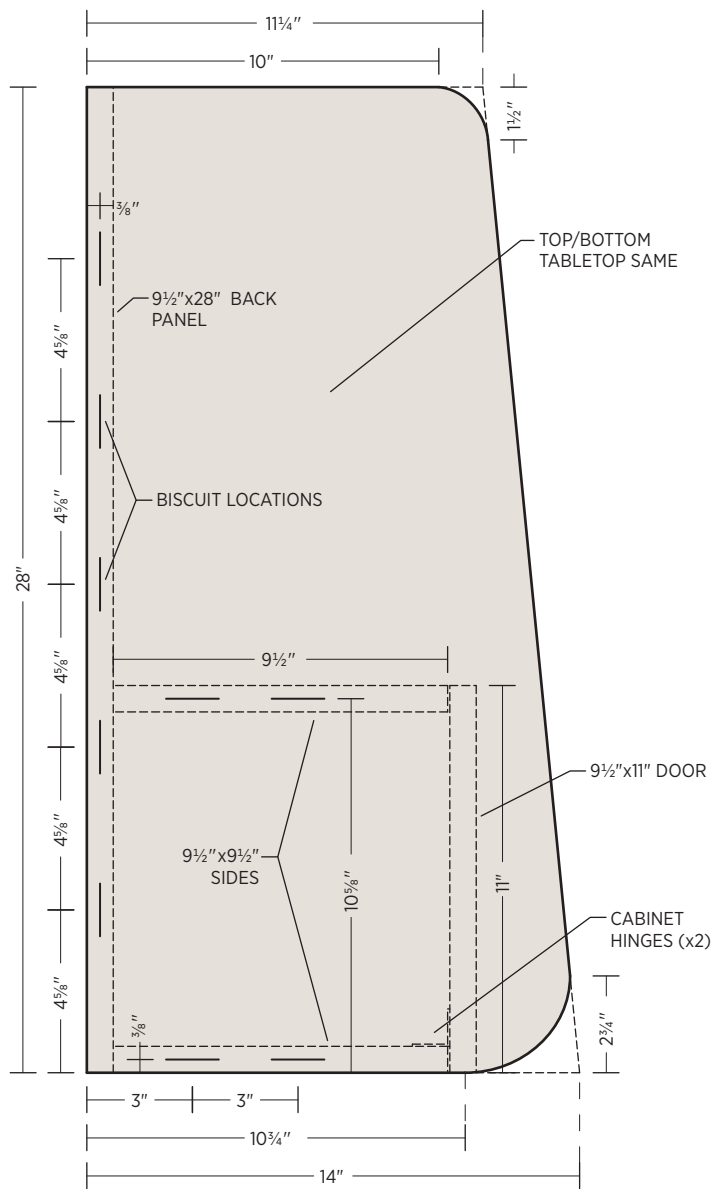 11¼"
10"
1½"
⅜"
TOP/BOTTOM
TABLETOP SAME
9½"x28" BACK
PANEL
4⅝"
4⅝"
BISCUIT LOCATIONS
28"
4⅝"
9½"
9½"x11" DOOR
4⅝"
9½"x9½"
SIDES
10⅝"
11"
CABINET
HINGES (x2)
4⅝"
⅜"
2¾"
3"
3"
10¾"
14"